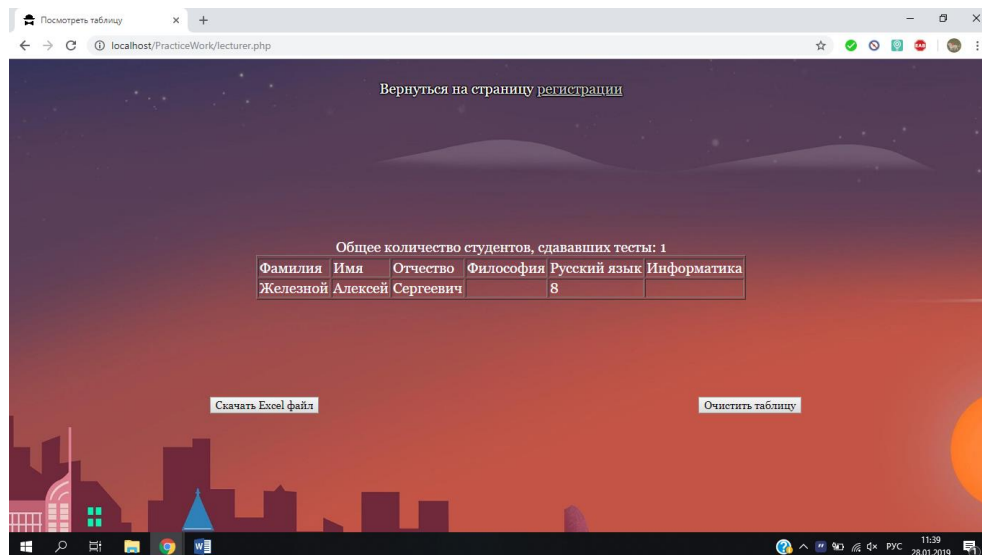 Посмотреть таблицу
localhost/PracticeWork/lecturer.php
Вернуться на страницу регистрации
Общее количество студентов, сдававших тесты: 1
Фамилия Имя Отчество Философия Русский язык Информатика
Железной Алексей Сергеевич 8
Скачать Excel файл Очистить таблицу
РУС 11:39
28.01.2019